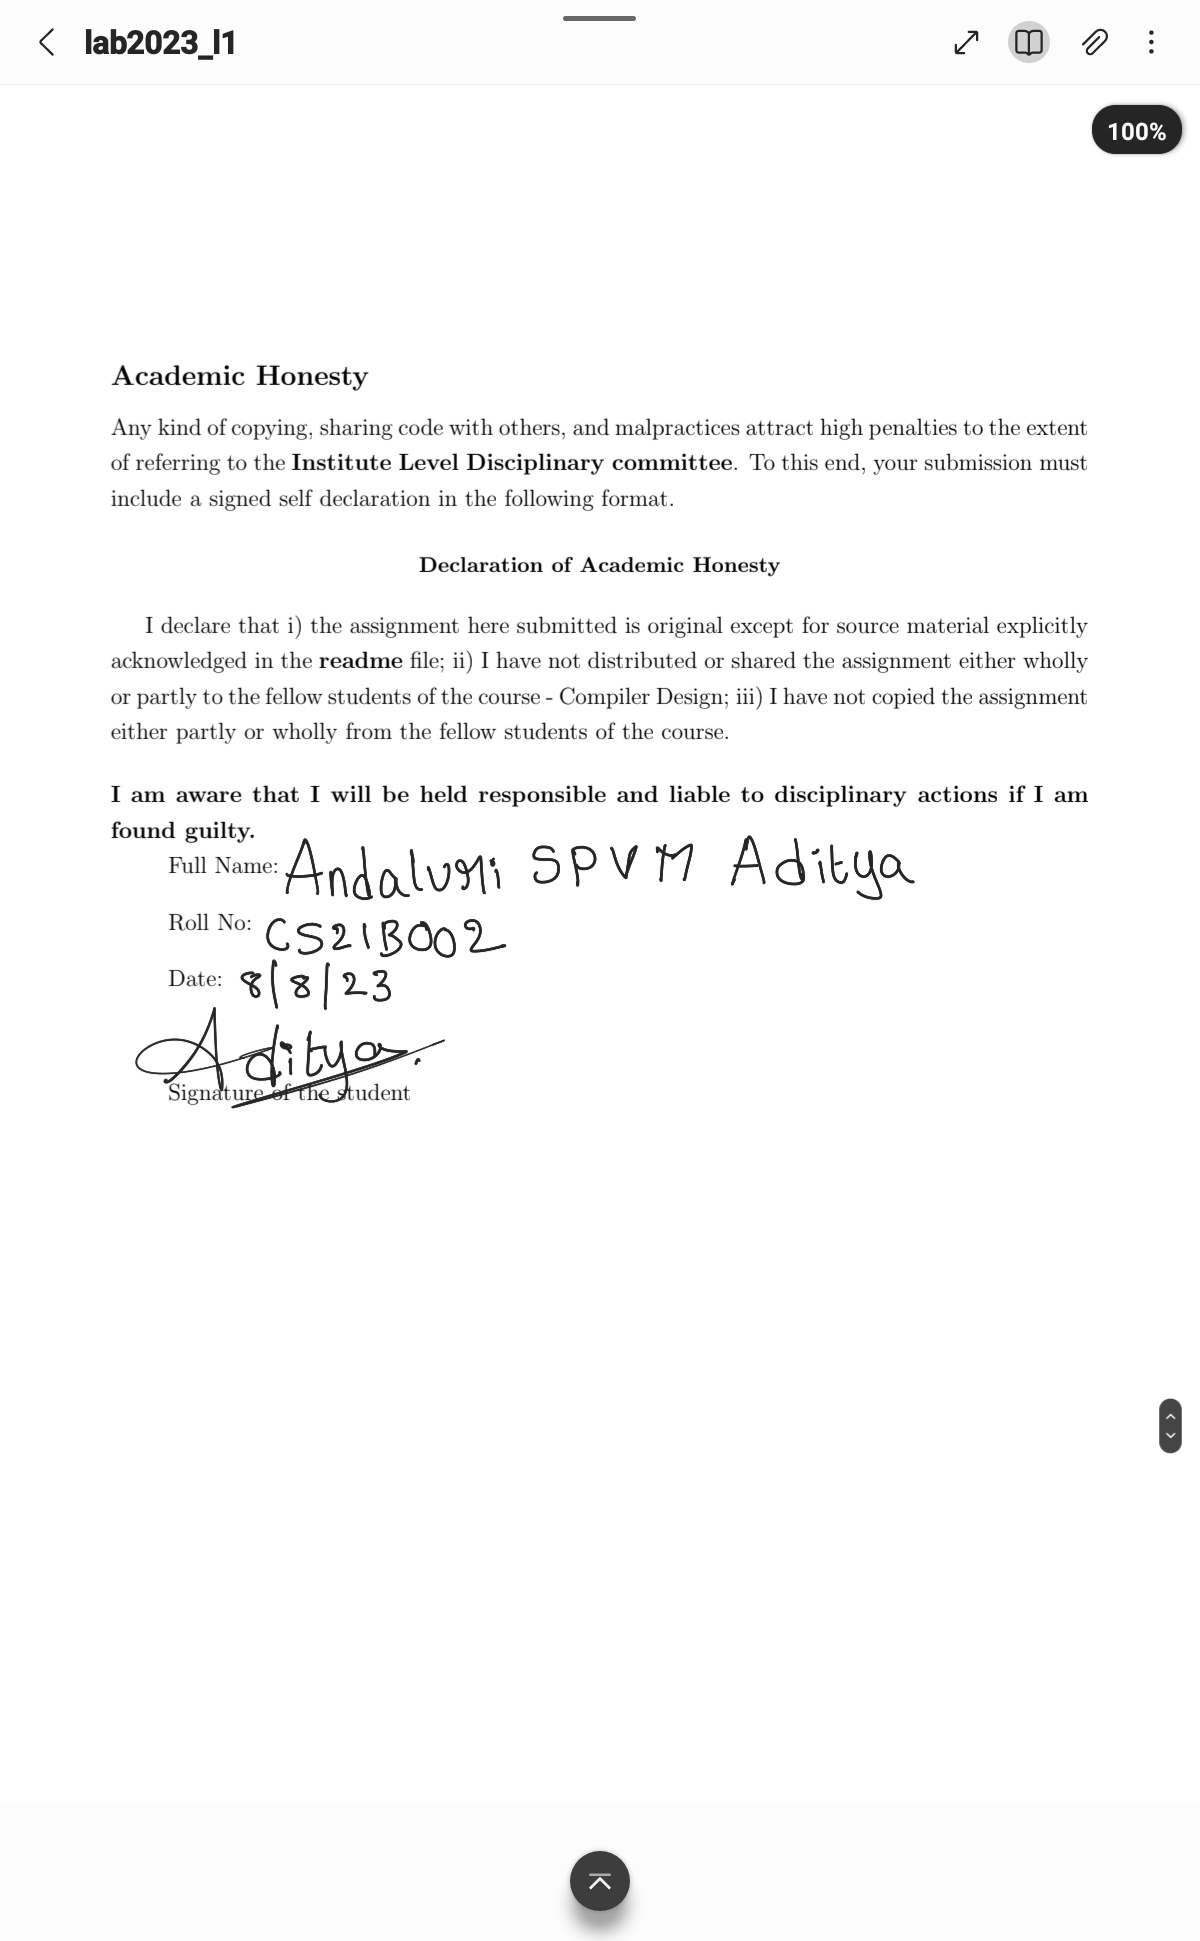 lab2023_l1
100%
Academic Honesty
Any kind of copying, sharing code with others, and malpractices attract high penalties to the extent
of referring to the Institute Level Disciplinary committee. To this end, your submission must
include a signed self declaration in the following format.
Declaration of Academic Honesty
I declare that i) the assignment here submitted is original except for source material explicitly
acknowledged in the readme file; ii) I have not distributed or shared the assignment either wholly
or partly to the fellow students of the course - Compiler Design; iii) I have not copied the assignment
either partly or wholly from the fellow students of the course.
I am aware that I will be held responsible and liable to disciplinary actions if I am
found guilty.
Full Name: Andaluri SPVM Aditya
Roll No: CS21B002
Date: 8/8/23
Aditya.
Signature of the student